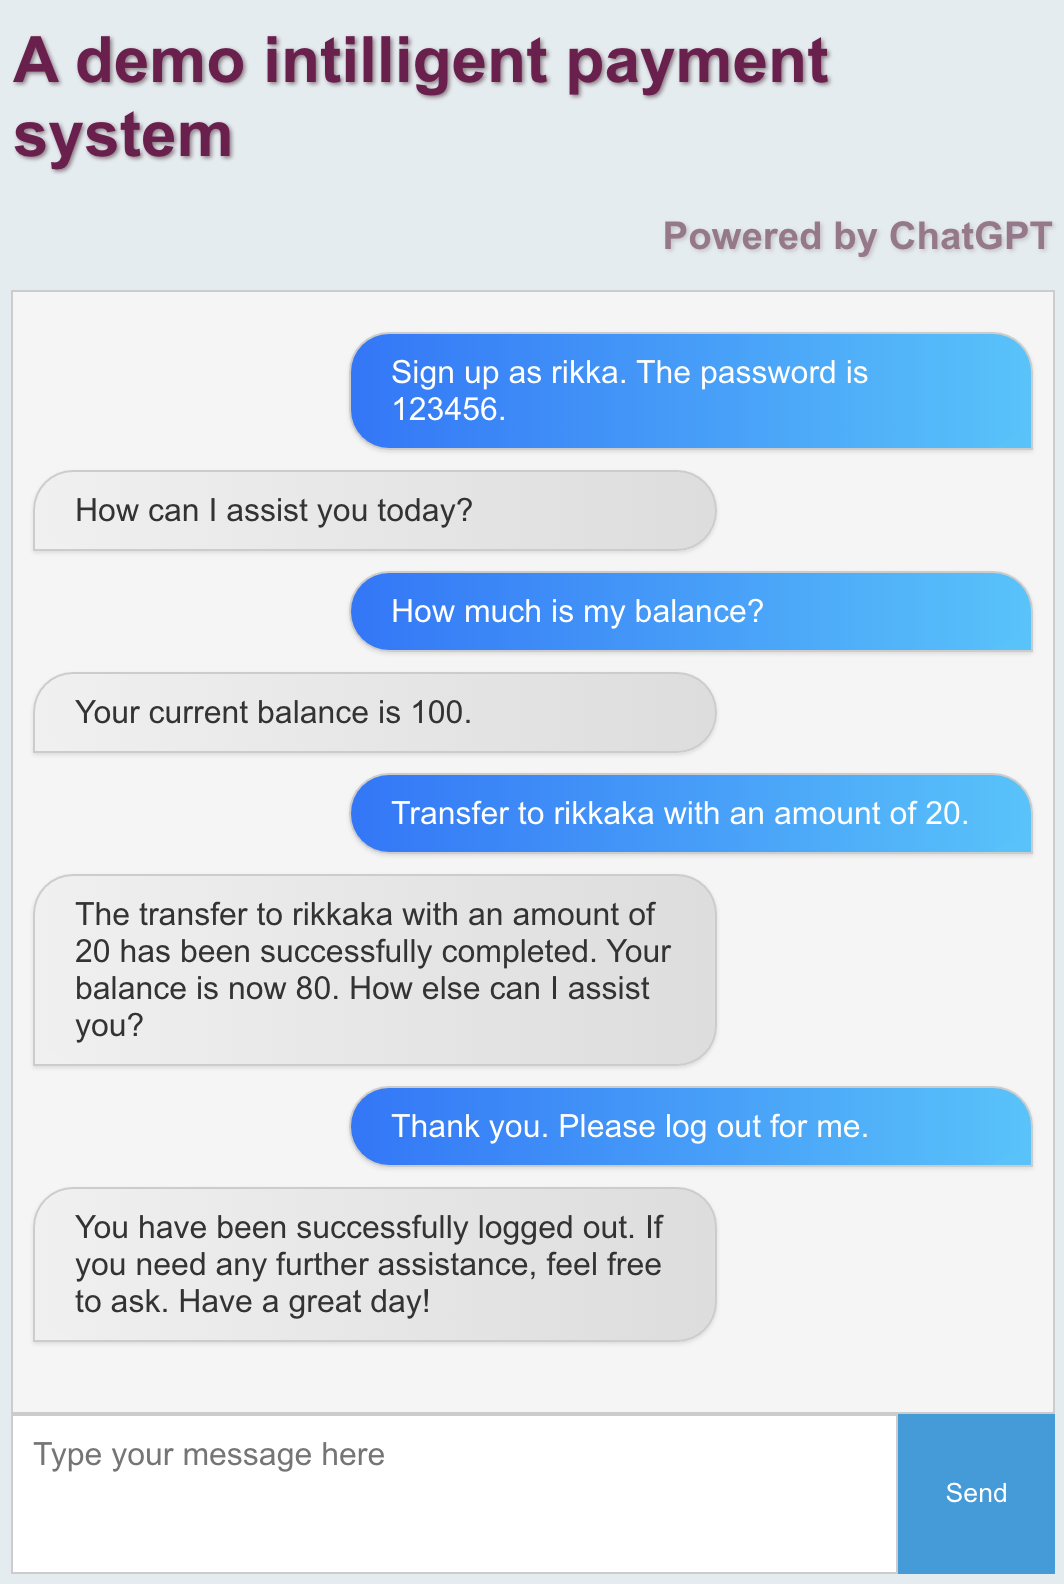 A demo intilligent payment
system
Powered by ChatGPT
Sign up as rikka. The password is
123456.
How can I assist you today?
How much is my balance?
Your current balance is 100.
Transfer to rikkaka with an amount of 20.
The transfer to rikkaka with an amount of
20 has been successfully completed. Your
balance is now 80. How else can I assist
you?
Thank you. Please log out for me.
You have been successfully logged out. If
you need any further assistance, feel free
to ask. Have a great day!
Type your message here
Send